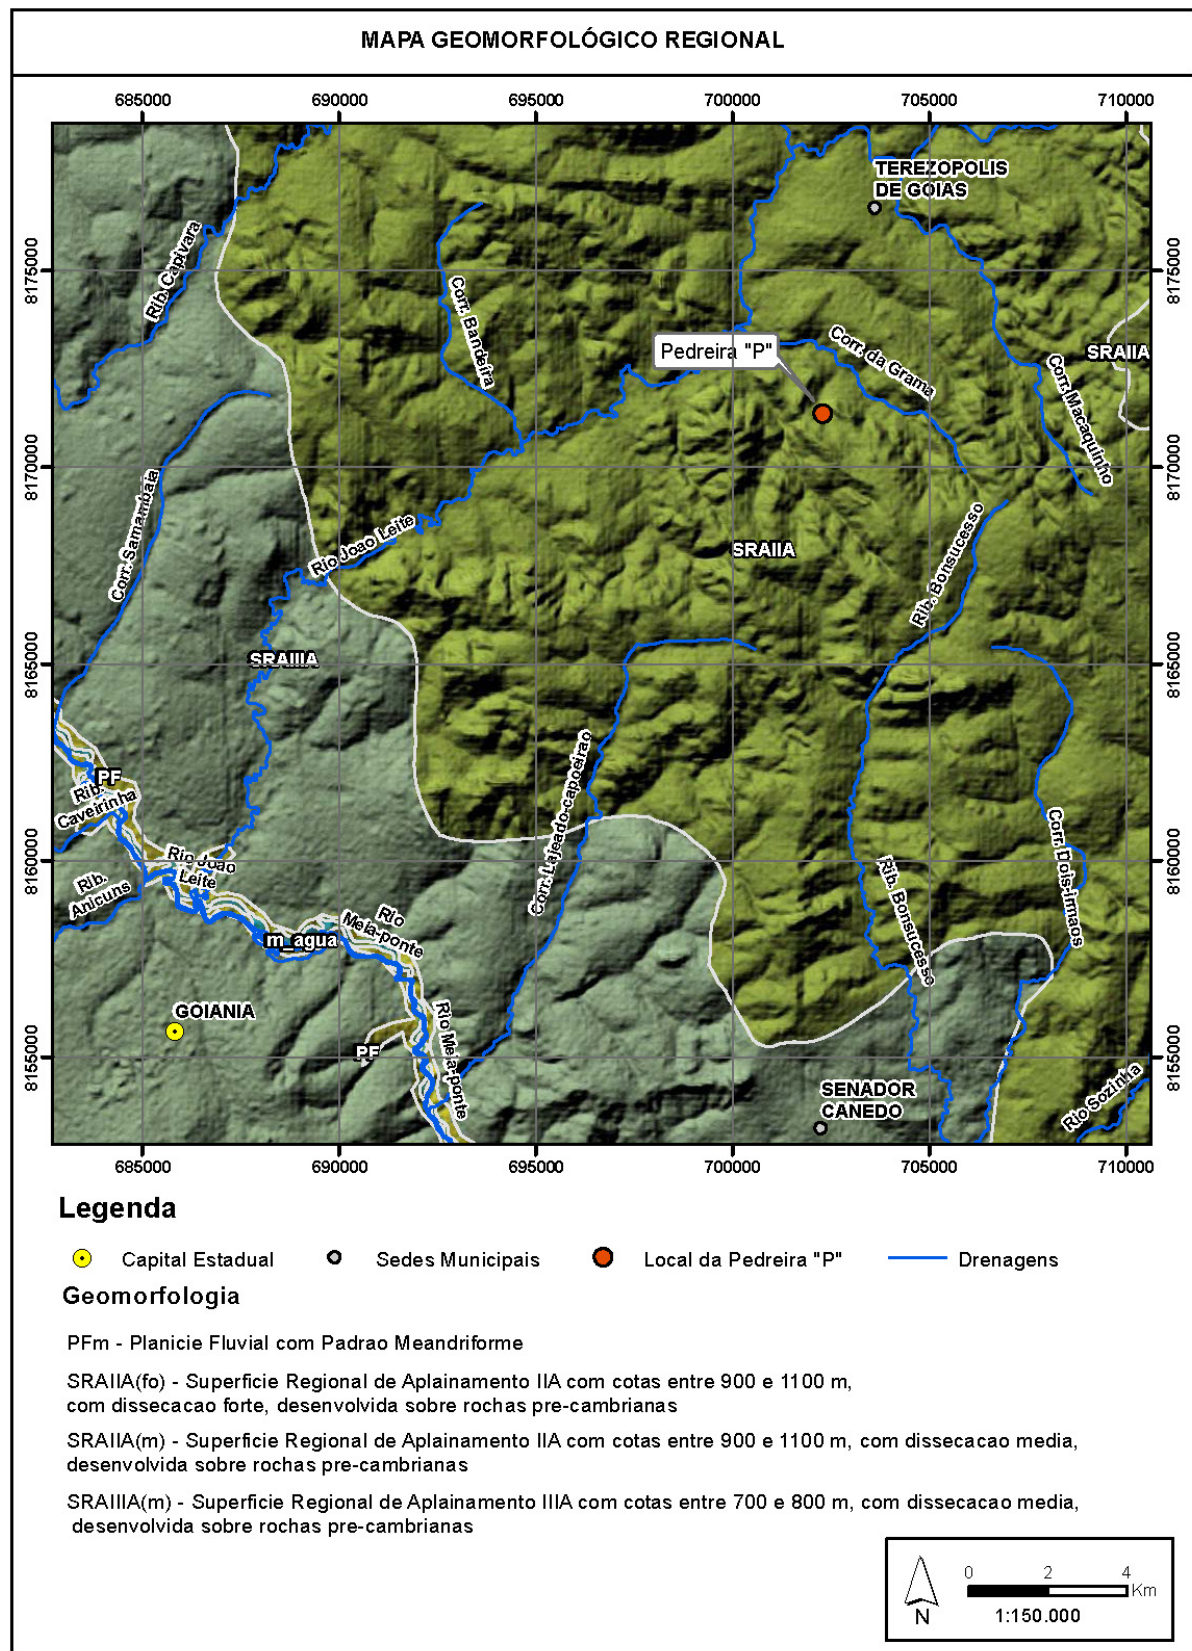 MAPA GEOMORFOLÓGICO REGIONAL
685000
690000
695000
700000
705000
710000
TEREZOPOLIS
DE GOIAS
8175000
8175000
Rib. Capivara
Corr. Bandeira
Pedreira "P"
Corr. da Grama
SRAIIA
Corr. Macaquinho
8170000
8170000
Corr. Samambaia
Rio Joao Leite
SRAIIA
Rib. Bonsucesso
8165000
8165000
SRAIIIA
PF
Rib.
Caveirinha
Corr. Lajeado-capoeirao
8160000
8160000
Rio Joao
Leite
Rib.
Anicuns
Rib. Bonsucesso
Corr. Dois-irmaos
Rio
Meia-ponte
m_agua
GOIANIA
PF
Rio Meia-ponte
8155000
8155000
SENADOR
CANEDO
Rio Sozinha
685000
690000
695000
700000
705000
710000
Legenda
Capital Estadual
Sedes Municipais
Local da Pedreira "P"
Drenagens
Geomorfologia
PFm - Planicie Fluvial com Padrao Meandriforme
SRAIIA(fo) - Superficie Regional de Aplainamento IIA com cotas entre 900 e 1100 m,
com dissecacao forte, desenvolvida sobre rochas pre-cambrianas
SRAIIA(m) - Superficie Regional de Aplainamento IIA com cotas entre 900 e 1100 m, com dissecacao media,
desenvolvida sobre rochas pre-cambrianas
SRAIIIA(m) - Superficie Regional de Aplainamento IIIA com cotas entre 700 e 800 m, com dissecacao media,
desenvolvida sobre rochas pre-cambrianas
N
0 2 4
Km
1:150.000